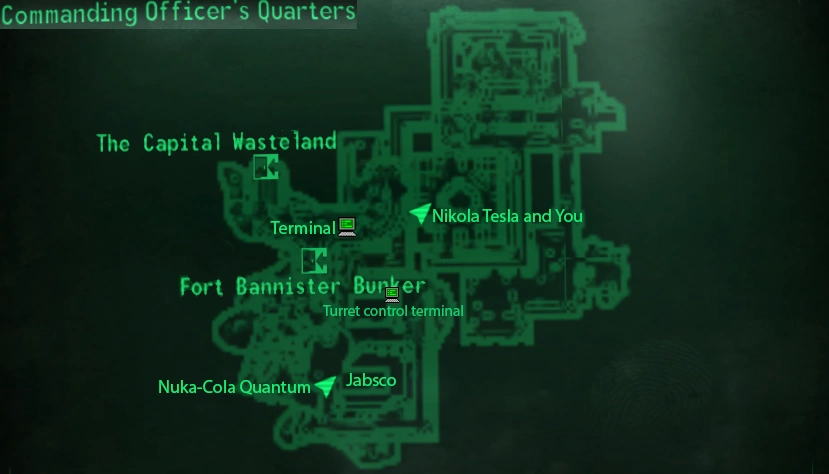 Commanding Officer's Quarters
The Capital Wasteland
Nikola Tesla and You
Terminal
Fort Bannister Bunker
Turret control terminal
Jabsco
Nuka-Cola Quantum